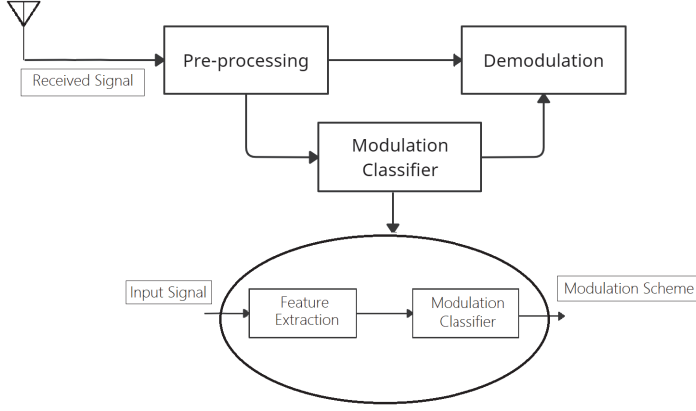 Received Signal
Pre-processing
Demodulation
Modulation
Classifier
Input Signal
Feature
Extraction
Modulation
Classifier
Modulation Scheme